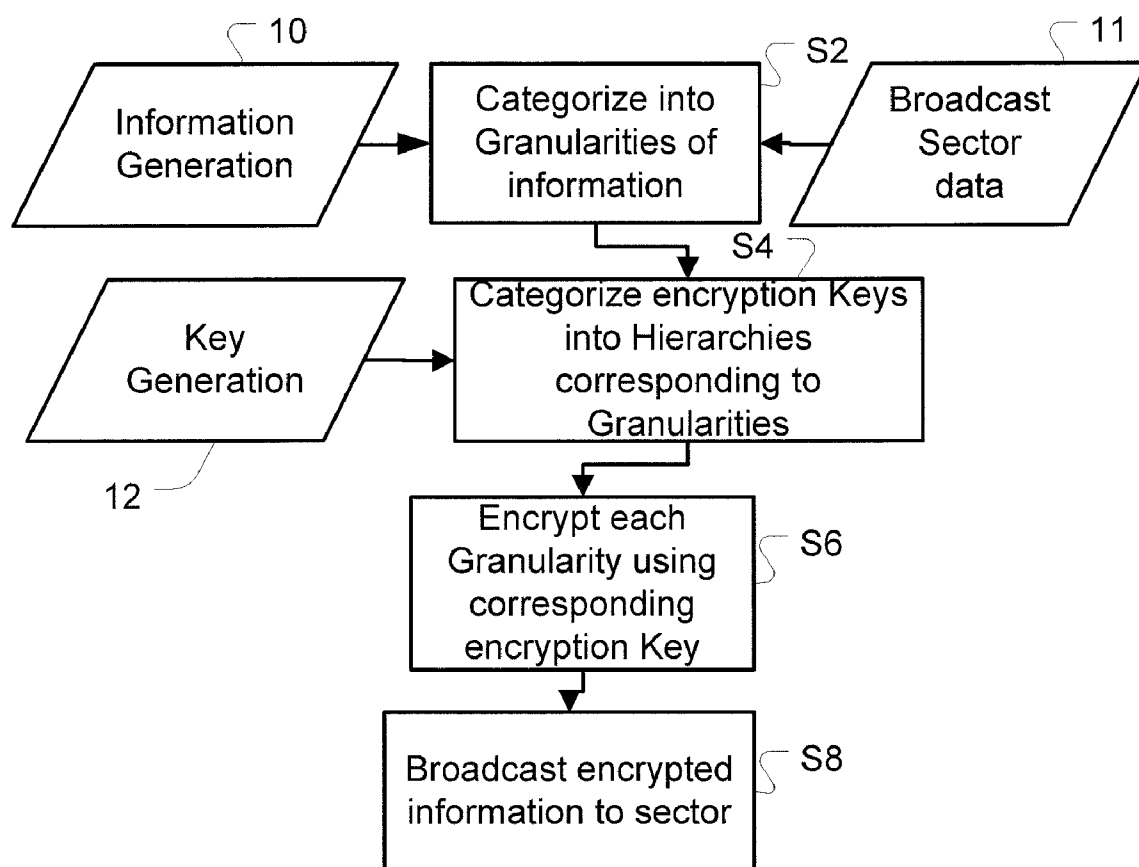 10
S2
11
Information
Generation
Categorize into
Granularities of
information
Broadcast
Sector
data
S4
Key
Generation
Categorize encryption Keys
into Hierarchies
corresponding to
Granularities
12
Encrypt each
Granularity using
corresponding
encryption Key
S6
Broadcast encrypted
information to sector
S8